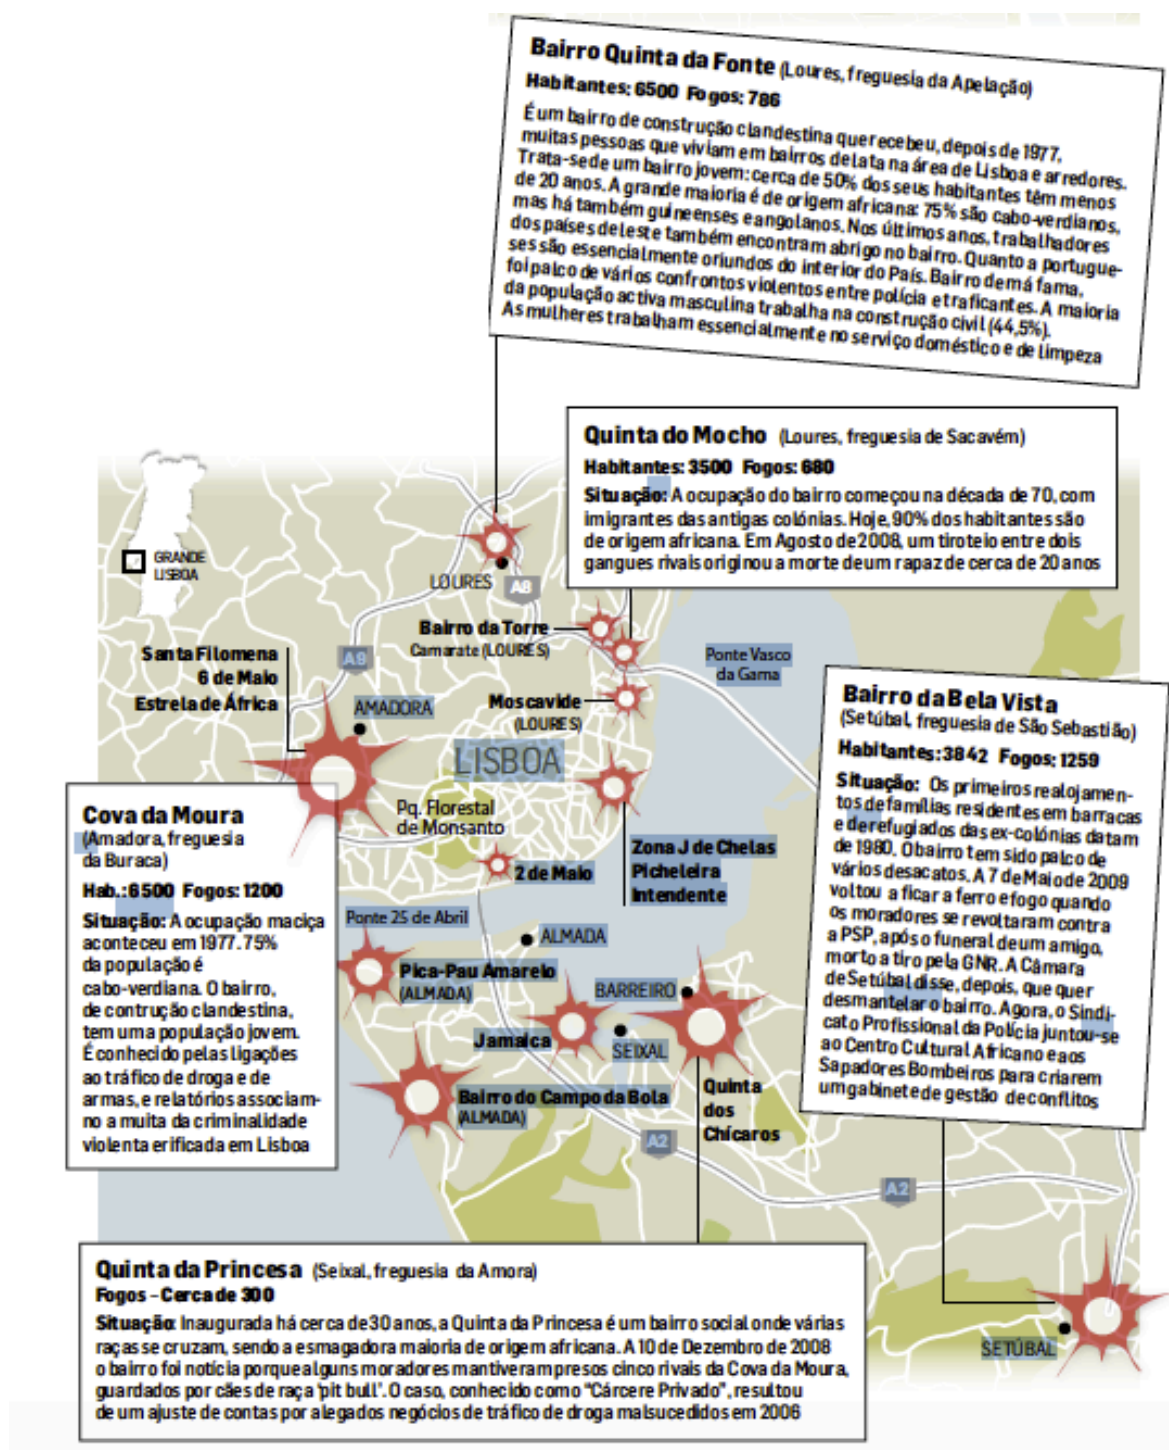 Bairro Quinta da Fonte (Loures, freguesia da Apelação)
Habitantes: 6500 Fogos: 786
É um bairro de construção clandestina que recebeu, depois de 1977,
muitas pessoas que viviam em bairros de lata na área de Lisboa e arredores.
Trata-se de um bairro jovem: cerca de 50% dos seus habitantes têm menos
de 20 anos. A grande maioria é de origem africana: 75% são cabo-verdianos,
mas há também guineenses e angolanos. Nos últimos anos, trabalhadores
dos países de leste também encontram abrigo no bairro. Quanto a portugue-
ses são essencialmente oriundos do interior do País. Bairro de má fama,
foi palco de vários confrontos violentos entre polícia e traficantes. A maioria
da população activa masculina trabalha na construção civil (44,5%).
As mulheres trabalham essencialmente no serviço doméstico e de limpeza
Quinta do Mocho (Loures, freguesia de Sacavém)
Habitantes: 3500 Fogos: 680
Situação: A ocupação do bairro começou na década de 70, com
imigrantes das antigas colónias. Hoje, 90% dos habitantes são
de origem africana. Em Agosto de 2008, um tiroteio entre dois
gangues rivais originou a morte de um rapaz de cerca de 20 anos
GRANDE
LISBOA
LOURES
A8
Bairro da Torre
Camarate (LOURES)
Santa Filomena
6 de Maio
Estrela de África
A9
AMADORA
Moscavide
(LOURES)
Ponte Vasco
da Gama
LISBOA
Pq. Florestal
de Monsanto
2 de Maio
Zona J de Chelas
Picheleira
Intendente
Ponte 25 de Abril
ALMADA
Pica-Pau Amarelo
(ALMADA)
BARREIRO
Jamaica
SEIXAL
Bairro do Campo da Bola
(ALMADA)
Quinta
dos
Chícaros
A2
A2
SETÚBAL
Bairro da Bela Vista
(Setúbal, freguesia de São Sebastião)
Habitantes: 3842 Fogos: 1259
Situação: Os primeiros realojamen-
tos de famílias residentes em barracas
e de refugiados das ex-colónias datam
de 1980. O bairro tem sido palco de
vários desacatos. A 7 de Maio de 2009
voltou a ficar a ferro e fogo quando
os moradores se revoltaram contra
a PSP, após o funeral de um amigo,
morto a tiro pela GNR. A Câmara
de Setúbal disse, depois, que quer
desmantelar o bairro. Agora, o Sindi-
cato Profissional da Polícia juntou-se
ao Centro Cultural Africano e aos
Sapadores Bombeiros para criarem
um gabinete de gestão de conflitos
Cova da Moura
(Amadora, freguesia
da Buraca)
Hab.: 6500 Fogos: 1200
Situação: A ocupação maciça
aconteceu em 1977. 75%
da população é
cabo-verdiana. O bairro,
de contrução clandestina,
tem uma população jovem.
É conhecido pelas ligações
ao tráfico de droga e de
armas, e relatórios associam-
no a muita da criminalidade
violenta erificada em Lisboa
Quinta da Princesa (Seixal, freguesia da Amora)
Fogos – Cerca de 300
Situação: Inaugurada há cerca de 30 anos, a Quinta da Princesa é um bairro social onde várias
raças se cruzam, sendo a esmagadora maioria de origem africana. A 10 de Dezembro de 2008
o bairro foi notícia porque alguns moradores mantiveram presos cinco rivais da Cova da Moura,
guardados por cães de raça 'pit bull'. O caso, conhecido como “Cárcere Privado”, resultou
de um ajuste de contas por alegados negócios de tráfico de droga malsucedidos em 2006